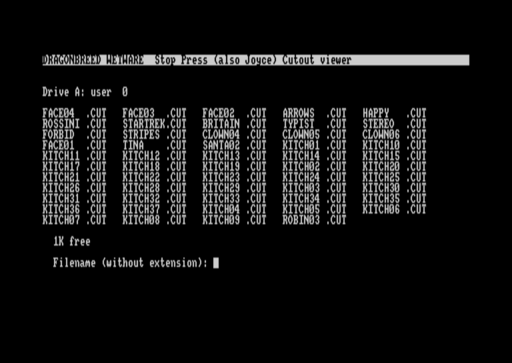 DRAGONBREED WETWARE  Stop Press (also Joyce) Cutout viewer
Drive A: user  0
FACE04  .CUT  FACE03  .CUT  FACE02  .CUT  ARROWS  .CUT  HAPPY   .CUT
ROSSINI .CUT  STARTREK.CUT  BRITAIN .CUT  TYPIST  .CUT  STEREO  .CUT
FORBID  .CUT  STRIPES .CUT  CLOWN04 .CUT  CLOWN05 .CUT  CLOWN06 .CUT
FACE01  .CUT  TINA    .CUT  SANTA02 .CUT  KITCH01 .CUT  KITCH10 .CUT
KITCH11 .CUT  KITCH12 .CUT  KITCH13 .CUT  KITCH14 .CUT  KITCH15 .CUT
KITCH17 .CUT  KITCH18 .CUT  KITCH19 .CUT  KITCH02 .CUT  KITCH20 .CUT
KITCH21 .CUT  KITCH22 .CUT  KITCH23 .CUT  KITCH24 .CUT  KITCH25 .CUT
KITCH26 .CUT  KITCH28 .CUT  KITCH29 .CUT  KITCH03 .CUT  KITCH30 .CUT
KITCH31 .CUT  KITCH32 .CUT  KITCH33 .CUT  KITCH34 .CUT  KITCH35 .CUT
KITCH36 .CUT  KITCH37 .CUT  KITCH04 .CUT  KITCH05 .CUT  KITCH06 .CUT
KITCH07 .CUT  KITCH08 .CUT  KITCH09 .CUT  ROBIN03 .CUT
1K free
Filename (without extension):